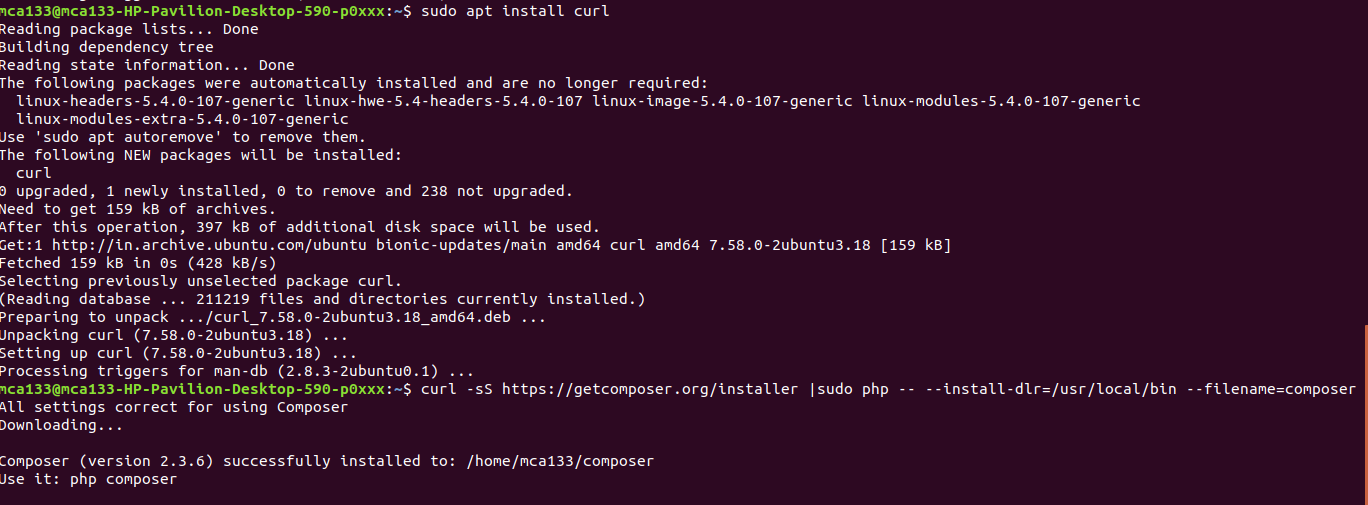 mca133@mca133-HP-Pavilion-Desktop-590-p0xxx:~$ sudo apt install curl
Reading package lists... Done
Building dependency tree
Reading state information... Done
The following packages were automatically installed and are no longer required:
  linux-headers-5.4.0-107-generic linux-hwe-5.4-headers-5.4.0-107 linux-image-5.4.0-107-generic linux-modules-5.4.0-107-generic
  linux-modules-extra-5.4.0-107-generic
Use 'sudo apt autoremove' to remove them.
The following NEW packages will be installed:
  curl
0 upgraded, 1 newly installed, 0 to remove and 238 not upgraded.
Need to get 159 kB of archives.
After this operation, 397 kB of additional disk space will be used.
Get:1 http://in.archive.ubuntu.com/ubuntu bionic-updates/main amd64 curl amd64 7.58.0-2ubuntu3.18 [159 kB]
Fetched 159 kB in 0s (428 kB/s)
Selecting previously unselected package curl.
(Reading database ... 211219 files and directories currently installed.)
Preparing to unpack .../curl_7.58.0-2ubuntu3.18_amd64.deb ...
Unpacking curl (7.58.0-2ubuntu3.18) ...
Setting up curl (7.58.0-2ubuntu3.18) ...
Processing triggers for man-db (2.8.3-2ubuntu0.1) ...
mca133@mca133-HP-Pavilion-Desktop-590-p0xxx:~$ curl -sS https://getcomposer.org/installer |sudo php -- --install-dlr=/usr/local/bin --filename=composer
All settings correct for using Composer
Downloading...

Composer (version 2.3.6) successfully installed to: /home/mca133/composer
Use it: php composer